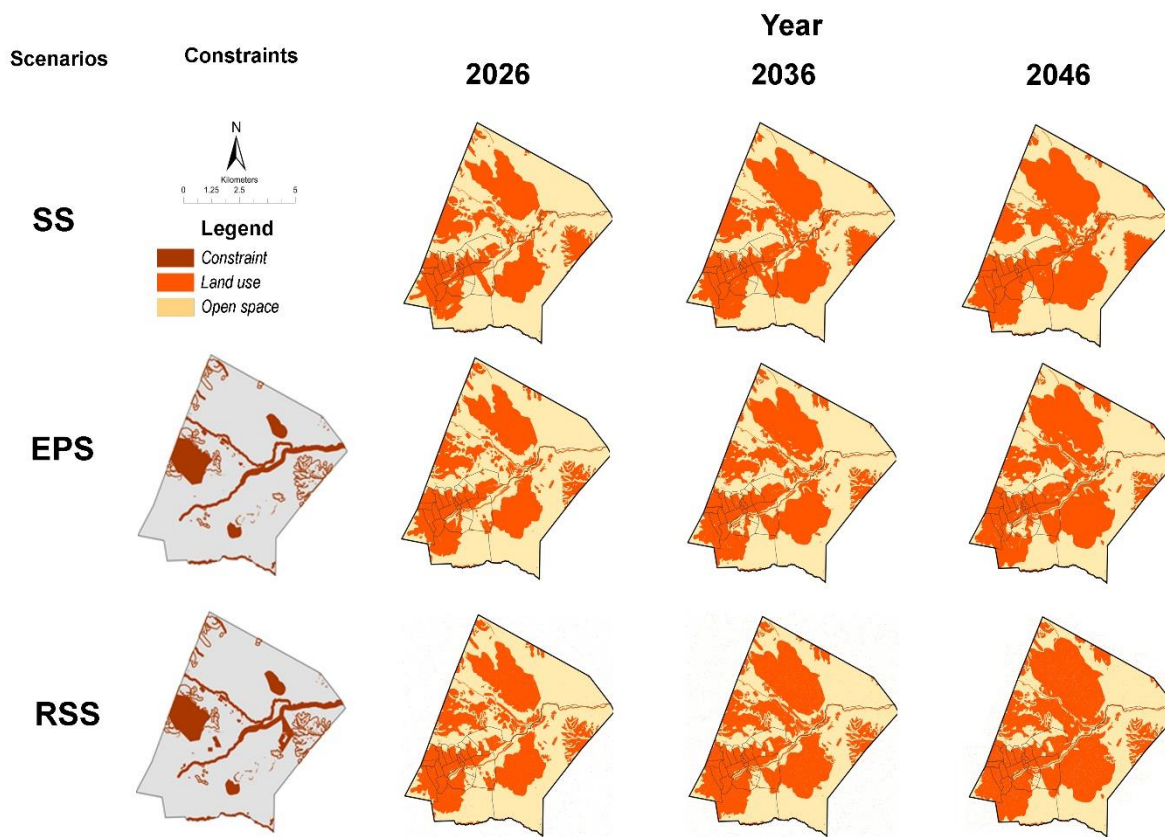 Year
Scenarios Constraints 2026 2036 2046
N
Kilometers
0 1.25 2.5 5
SS
Legend
Constraint
Land use
Open space
EPS
RSS